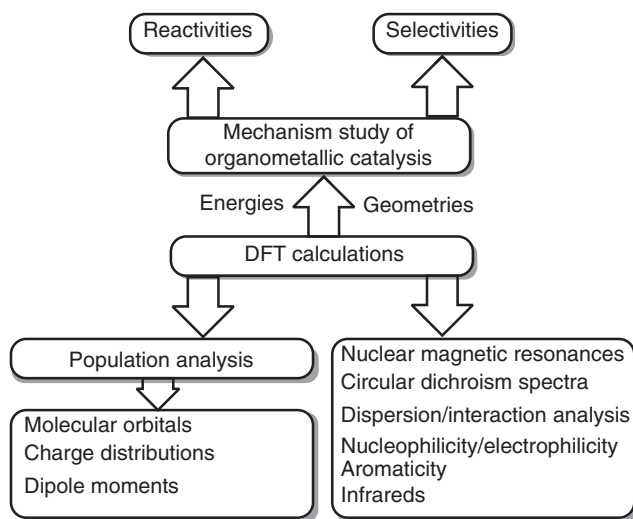 Reactivities
Selectivities
Mechanism study of
organometallic catalysis
Energies
Geometries
DFT calculations
Population analysis
Molecular orbitals
Charge distributions
Dipole moments
Nuclear magnetic resonances
Circular dichroism spectra
Dispersion/interaction analysis
Nucleophilicity/electrophilicity
Aromaticity
Infrareds